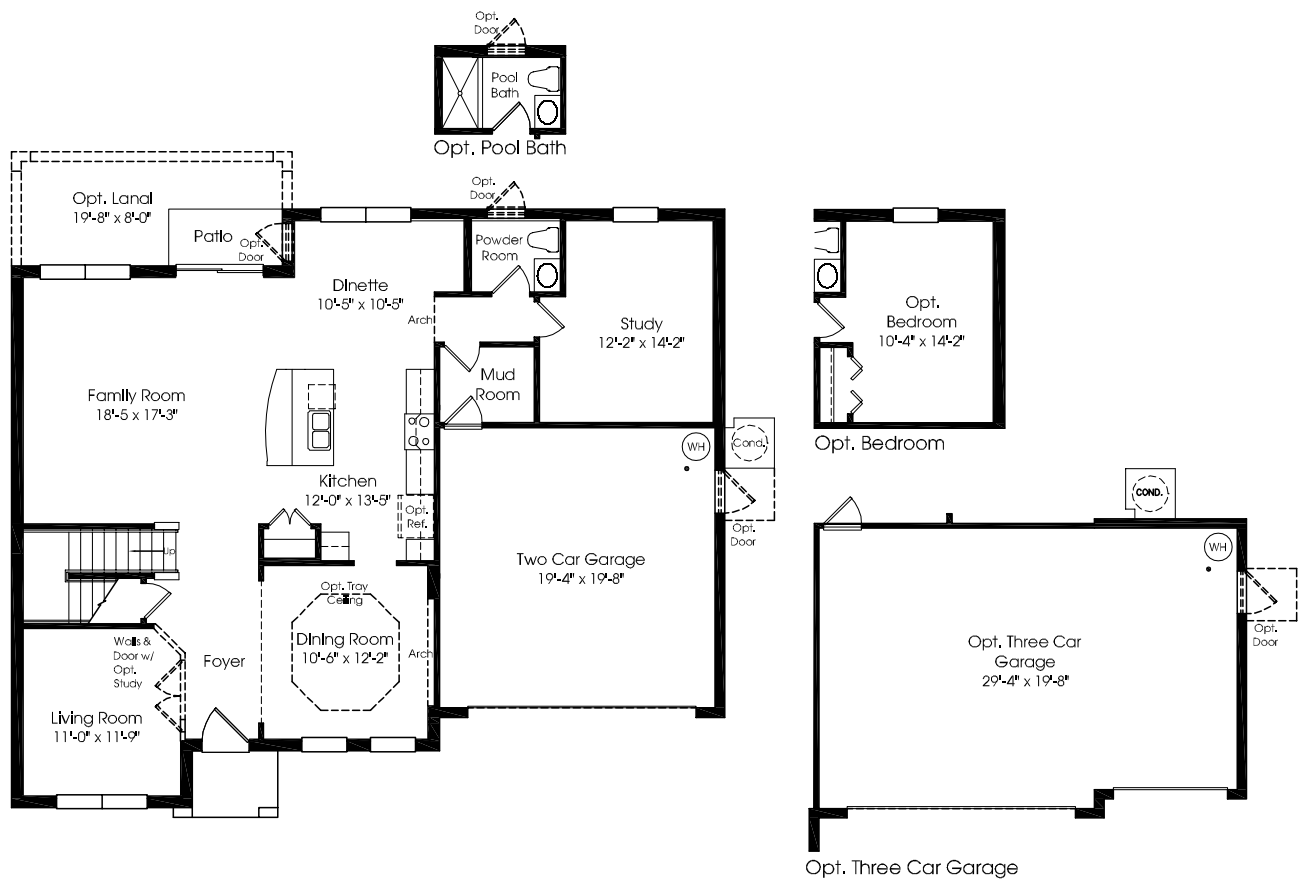 Opt.
Door
Pool
Bath
Opt. Pool Bath
Opt. Lanai
19'-8" x 8'-0"
Patio
Opt.
Door
Opt.
Door
Powder
Room
Dinette
10'-5" x 10'-5"
Arch
Study
12'-2" x 14'-2"
Opt.
Bedroom
10'-4" x 14'-2"
Opt. Bedroom
Family Room
18'-5 x 17'-3"
Mud
Room
WH
Cond.
Opt.
Door
Kitchen
12'-0" x 13'-5"
Opt.
Ref.
Up
Two Car Garage
19'-4" x 19'-8"
COND.
WH
Opt.
Door
Opt. Tray
Ceiling
Dining Room
10'-6" x 12'-2"
Arch
Walls &
Door w/
Opt.
Study
Foyer
Living Room
11'-0" x 11'-9"
Opt. Three Car
Garage
29'-4" x 19'-8"
Opt. Three Car Garage